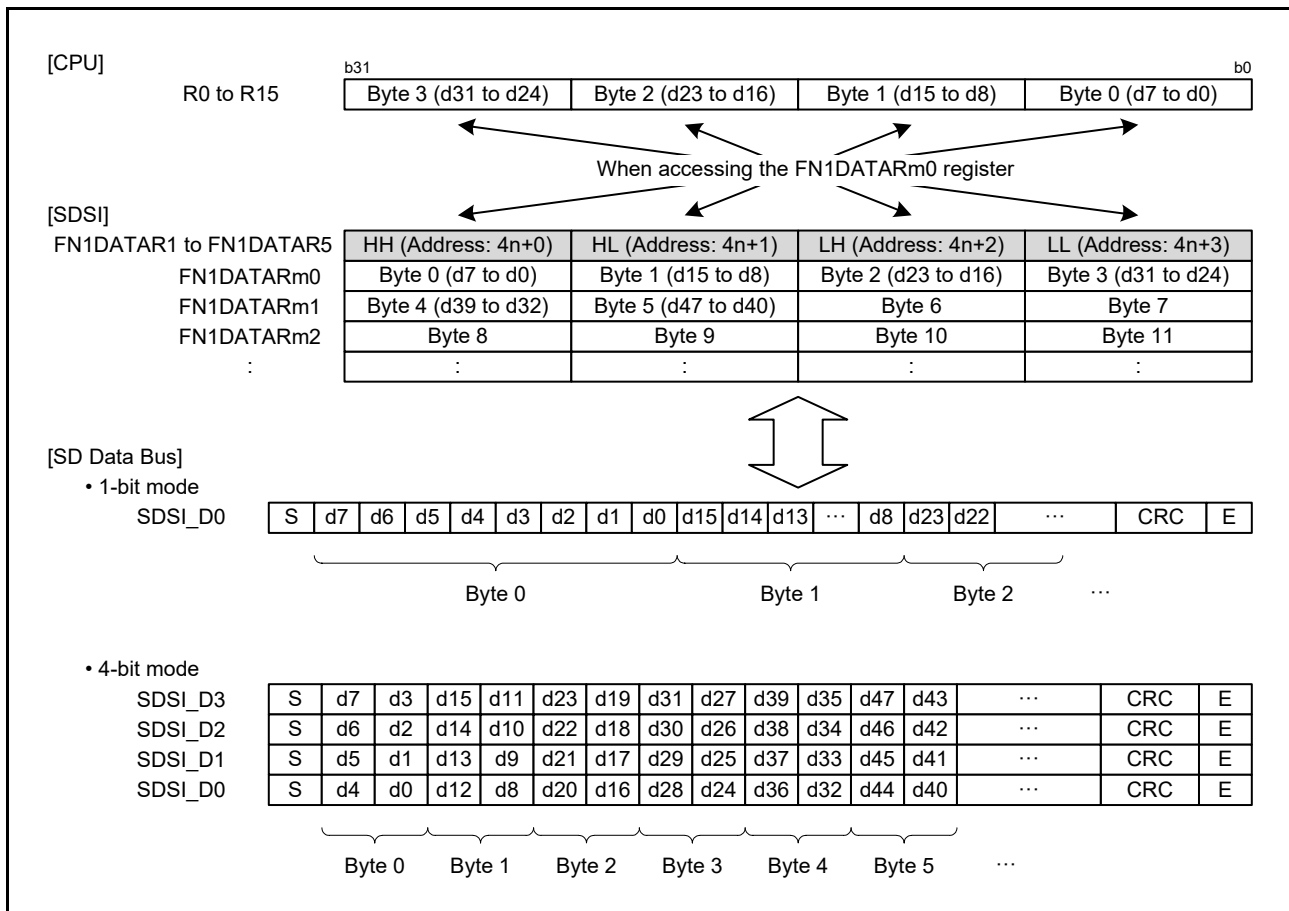 [CPU]
b31 b0
R0 to R15 Byte 3 (d31 to d24) Byte 2 (d23 to d16) Byte 1 (d15 to d8) Byte 0 (d7 to d0)
When accessing the FN1DATARm0 register
[SDSI]
FN1DATAR1 to FN1DATAR5 HH (Address: 4n+0) HL (Address: 4n+1) LH (Address: 4n+2) LL (Address: 4n+3)
FN1DATARm0 Byte 0 (d7 to d0) Byte 1 (d15 to d8) Byte 2 (d23 to d16) Byte 3 (d31 to d24)
FN1DATARm1 Byte 4 (d39 to d32) Byte 5 (d47 to d40) Byte 6 Byte 7
FN1DATARm2 Byte 8 Byte 9 Byte 10 Byte 11
: : : : :
[SD Data Bus]
• 1-bit mode
SDSI_D0 S d7 d6 d5 d4 d3 d2 d1 d0 d15 d14 d13 ··· d8 d23 d22 ··· CRC E
Byte 0 Byte 1 Byte 2 ···
• 4-bit mode
SDSI_D3 S d7 d3 d15 d11 d23 d19 d31 d27 d39 d35 d47 d43 ··· CRC E
SDSI_D2 S d6 d2 d14 d10 d22 d18 d30 d26 d38 d34 d46 d42 ··· CRC E
SDSI_D1 S d5 d1 d13 d9 d21 d17 d29 d25 d37 d33 d45 d41 ··· CRC E
SDSI_D0 S d4 d0 d12 d8 d20 d16 d28 d24 d36 d32 d44 d40 ··· CRC E
Byte 0 Byte 1 Byte 2 Byte 3 Byte 4 Byte 5 ···